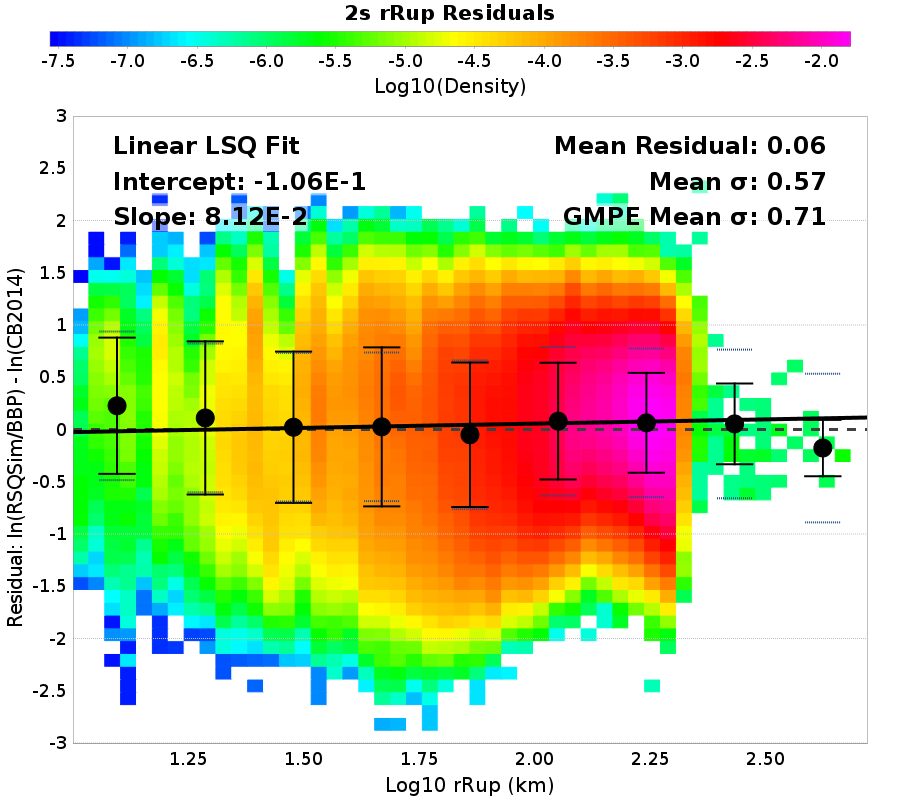 2s rRup Residuals
-7.5 -7.0 -6.5 -6.0 -5.5 -5.0 -4.5 -4.0 -3.5 -3.0 -2.5 -2.0
Log10(Density)
Linear LSQ Fit
Intercept: -1.06E-1
Slope: 8.12E-2
Mean Residual: 0.06
Mean σ: 0.57
GMPE Mean σ: 0.71
Residual: ln(RSQSim/BBP) - ln(CB2014)
3
2.5
2
1.5
1
0.5
0
-0.5
-1
-1.5
-2
-2.5
-3
1.25 1.50 1.75 2.00 2.25 2.50
Log10 rRup (km)